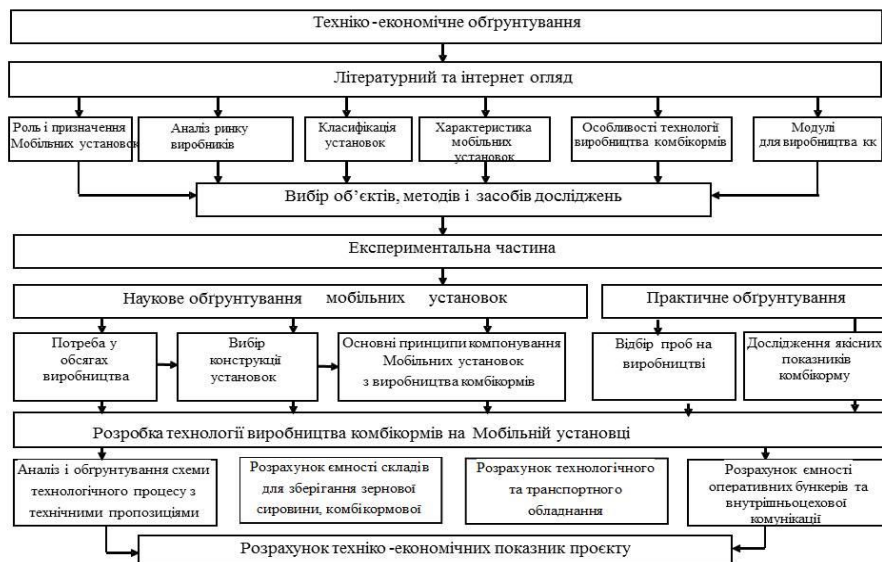 Техніко-економічне обґрунтування
Літературний та інтернет огляд
Роль і призначення
Мобільних установок
Аналіз ринку
виробників
Класифікація
установок
Характеристика
мобільних
установок
Особливості технології
виробництва комбікормів
Модулі
для виробництва кк
Вибір об’єктів, методів і засобів досліджень
Експериментальна частина
Наукове обґрунтування мобільних установок
Практичне обґрунтування
Потреба у
обсягах
виробництва
Вибір
конструкції
установок
Основні принципи компонування
Мобільних установок
з виробництва комбікормів
Відбір проб на
виробництві
Дослідження якісних
показників
комбікорму
Розробка технології виробництва комбікормів на Мобільній установці
Аналіз і обґрунтування схеми
технологічного процесу з
технічними пропозиціями
Розрахунок ємності складів
для зберігання зернової
сировини, комбікормової
Розрахунок технологічного
та транспортного
обладнання
Розрахунок ємності
оперативних бункерів та
внутрішньоцехової
комунікації
Розрахунок техніко-економічних показник проєкту